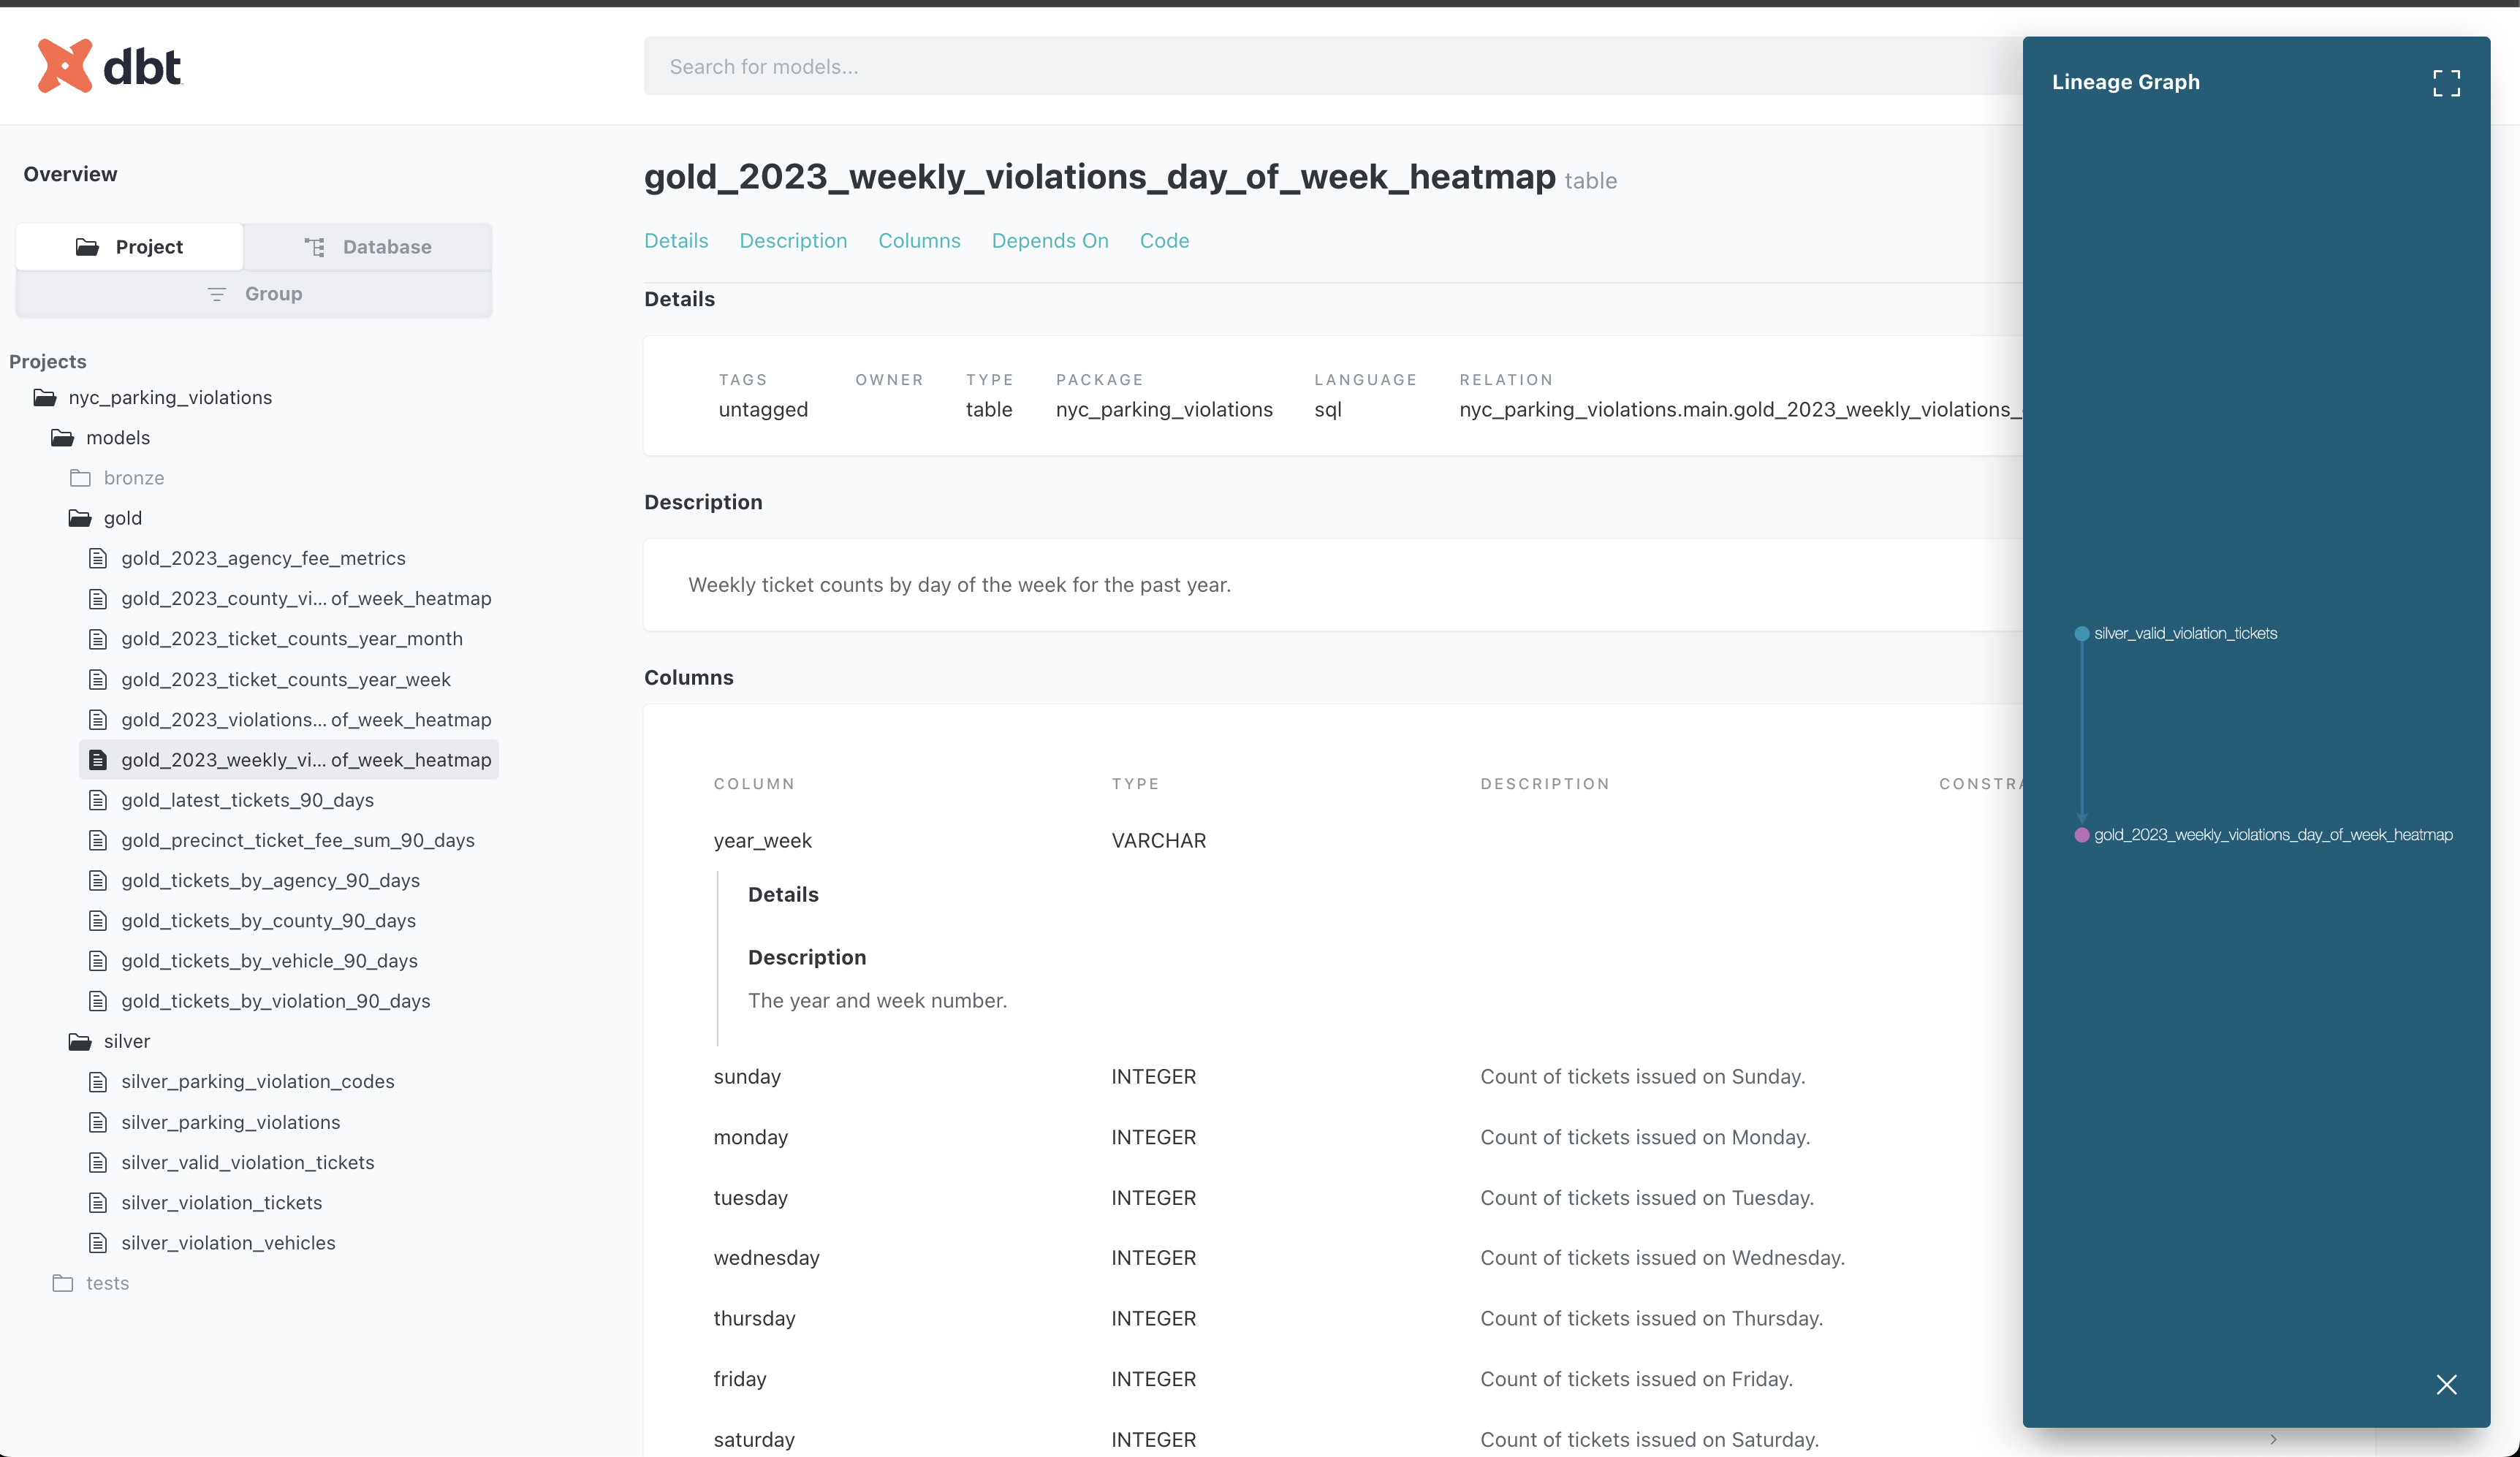 dbt
Search for models...
Lineage Graph
Overview
Project
Database
Group
Projects
nyc_parking_violations
models
bronze
gold
gold_2023_agency_fee_metrics
gold_2023_county_vi... of_week_heatmap
gold_2023_ticket_counts_year_month
gold_2023_ticket_counts_year_week
gold_2023_violations... of_week_heatmap
gold_2023_weekly_vi... of_week_heatmap
gold_latest_tickets_90_days
gold_precinct_ticket_fee_sum_90_days
gold_tickets_by_agency_90_days
gold_tickets_by_county_90_days
gold_tickets_by_vehicle_90_days
gold_tickets_by_violation_90_days
silver
silver_parking_violation_codes
silver_parking_violations
silver_valid_violation_tickets
silver_violation_tickets
silver_violation_vehicles
tests
gold_2023_weekly_violations_day_of_week_heatmap table
Details Description Columns Depends On Code
Details
TAGS OWNER TYPE PACKAGE LANGUAGE RELATION
untagged table nyc_parking_violations sql nyc_parking_violations.main.gold_2023_weekly_violations_
Description
Weekly ticket counts by day of the week for the past year.
Columns
COLUMN TYPE DESCRIPTION CONSTRA
year_week VARCHAR
Details
Description
The year and week number.
sunday INTEGER Count of tickets issued on Sunday.
monday INTEGER Count of tickets issued on Monday.
tuesday INTEGER Count of tickets issued on Tuesday.
wednesday INTEGER Count of tickets issued on Wednesday.
thursday INTEGER Count of tickets issued on Thursday.
friday INTEGER Count of tickets issued on Friday.
saturday INTEGER Count of tickets issued on Saturday.
silver_valid_violation_tickets
gold_2023_weekly_violations_day_of_week_heatmap